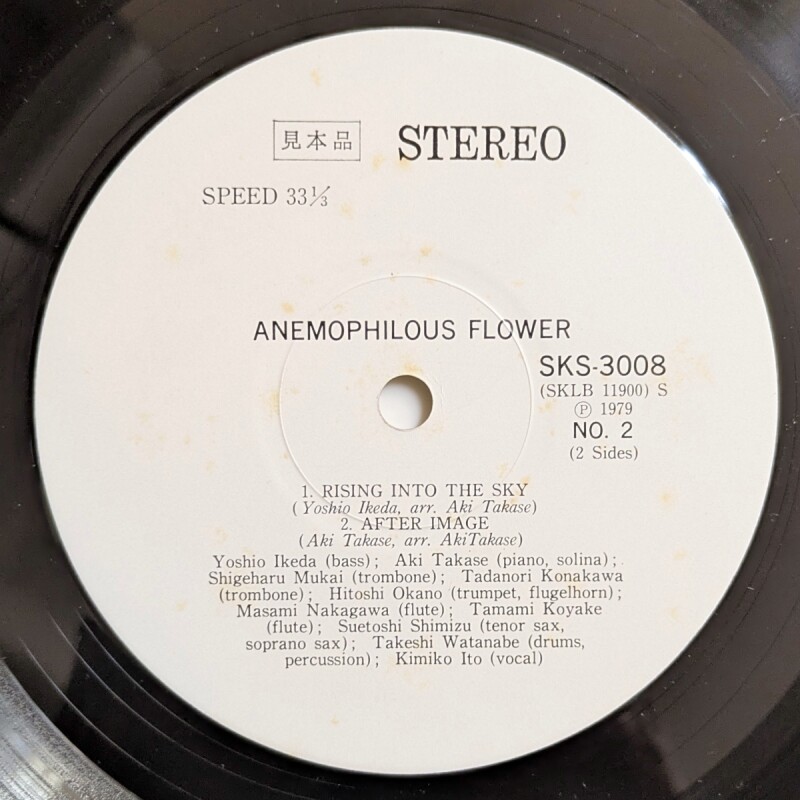 見本品 STEREO
SPEED 33 1/3
ANEMOPHILOUS FLOWER
SKS-3008
(SKLB 11900) S
Ⓟ 1979
NO. 2
(2 Sides)
1. RISING INTO THE SKY
(Yoshio Ikeda, arr. Aki Takase)
2. AFTER IMAGE
(Aki Takase, arr. AkiTakase)
Yoshio Ikeda (bass); Aki Takase (piano, solina);
Shigeharu Mukai (trombone); Tadanori Konakawa
(trombone); Hitoshi Okano (trumpet, flugelhorn);
Masami Nakagawa (flute); Tamami Koyake
(flute); Suetoshi Shimizu (tenor sax,
soprano sax); Takeshi Watanabe (drums,
percussion); Kimiko Ito (vocal)